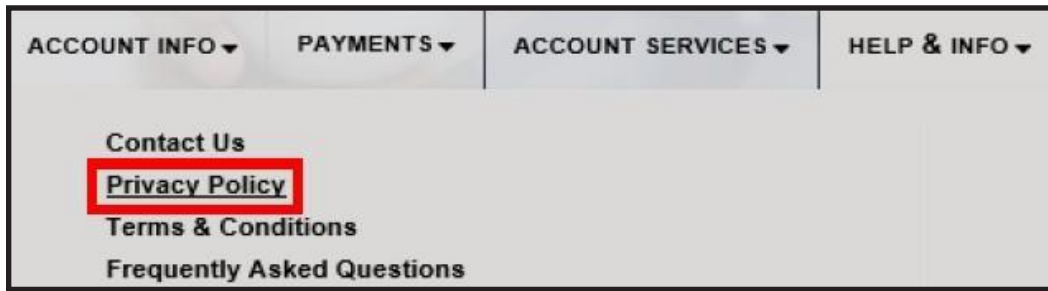 ACCOUNT INFO PAYMENTS ACCOUNT SERVICES HELP & INFO
Contact Us
Privacy Policy
Terms & Conditions
Frequently Asked Questions